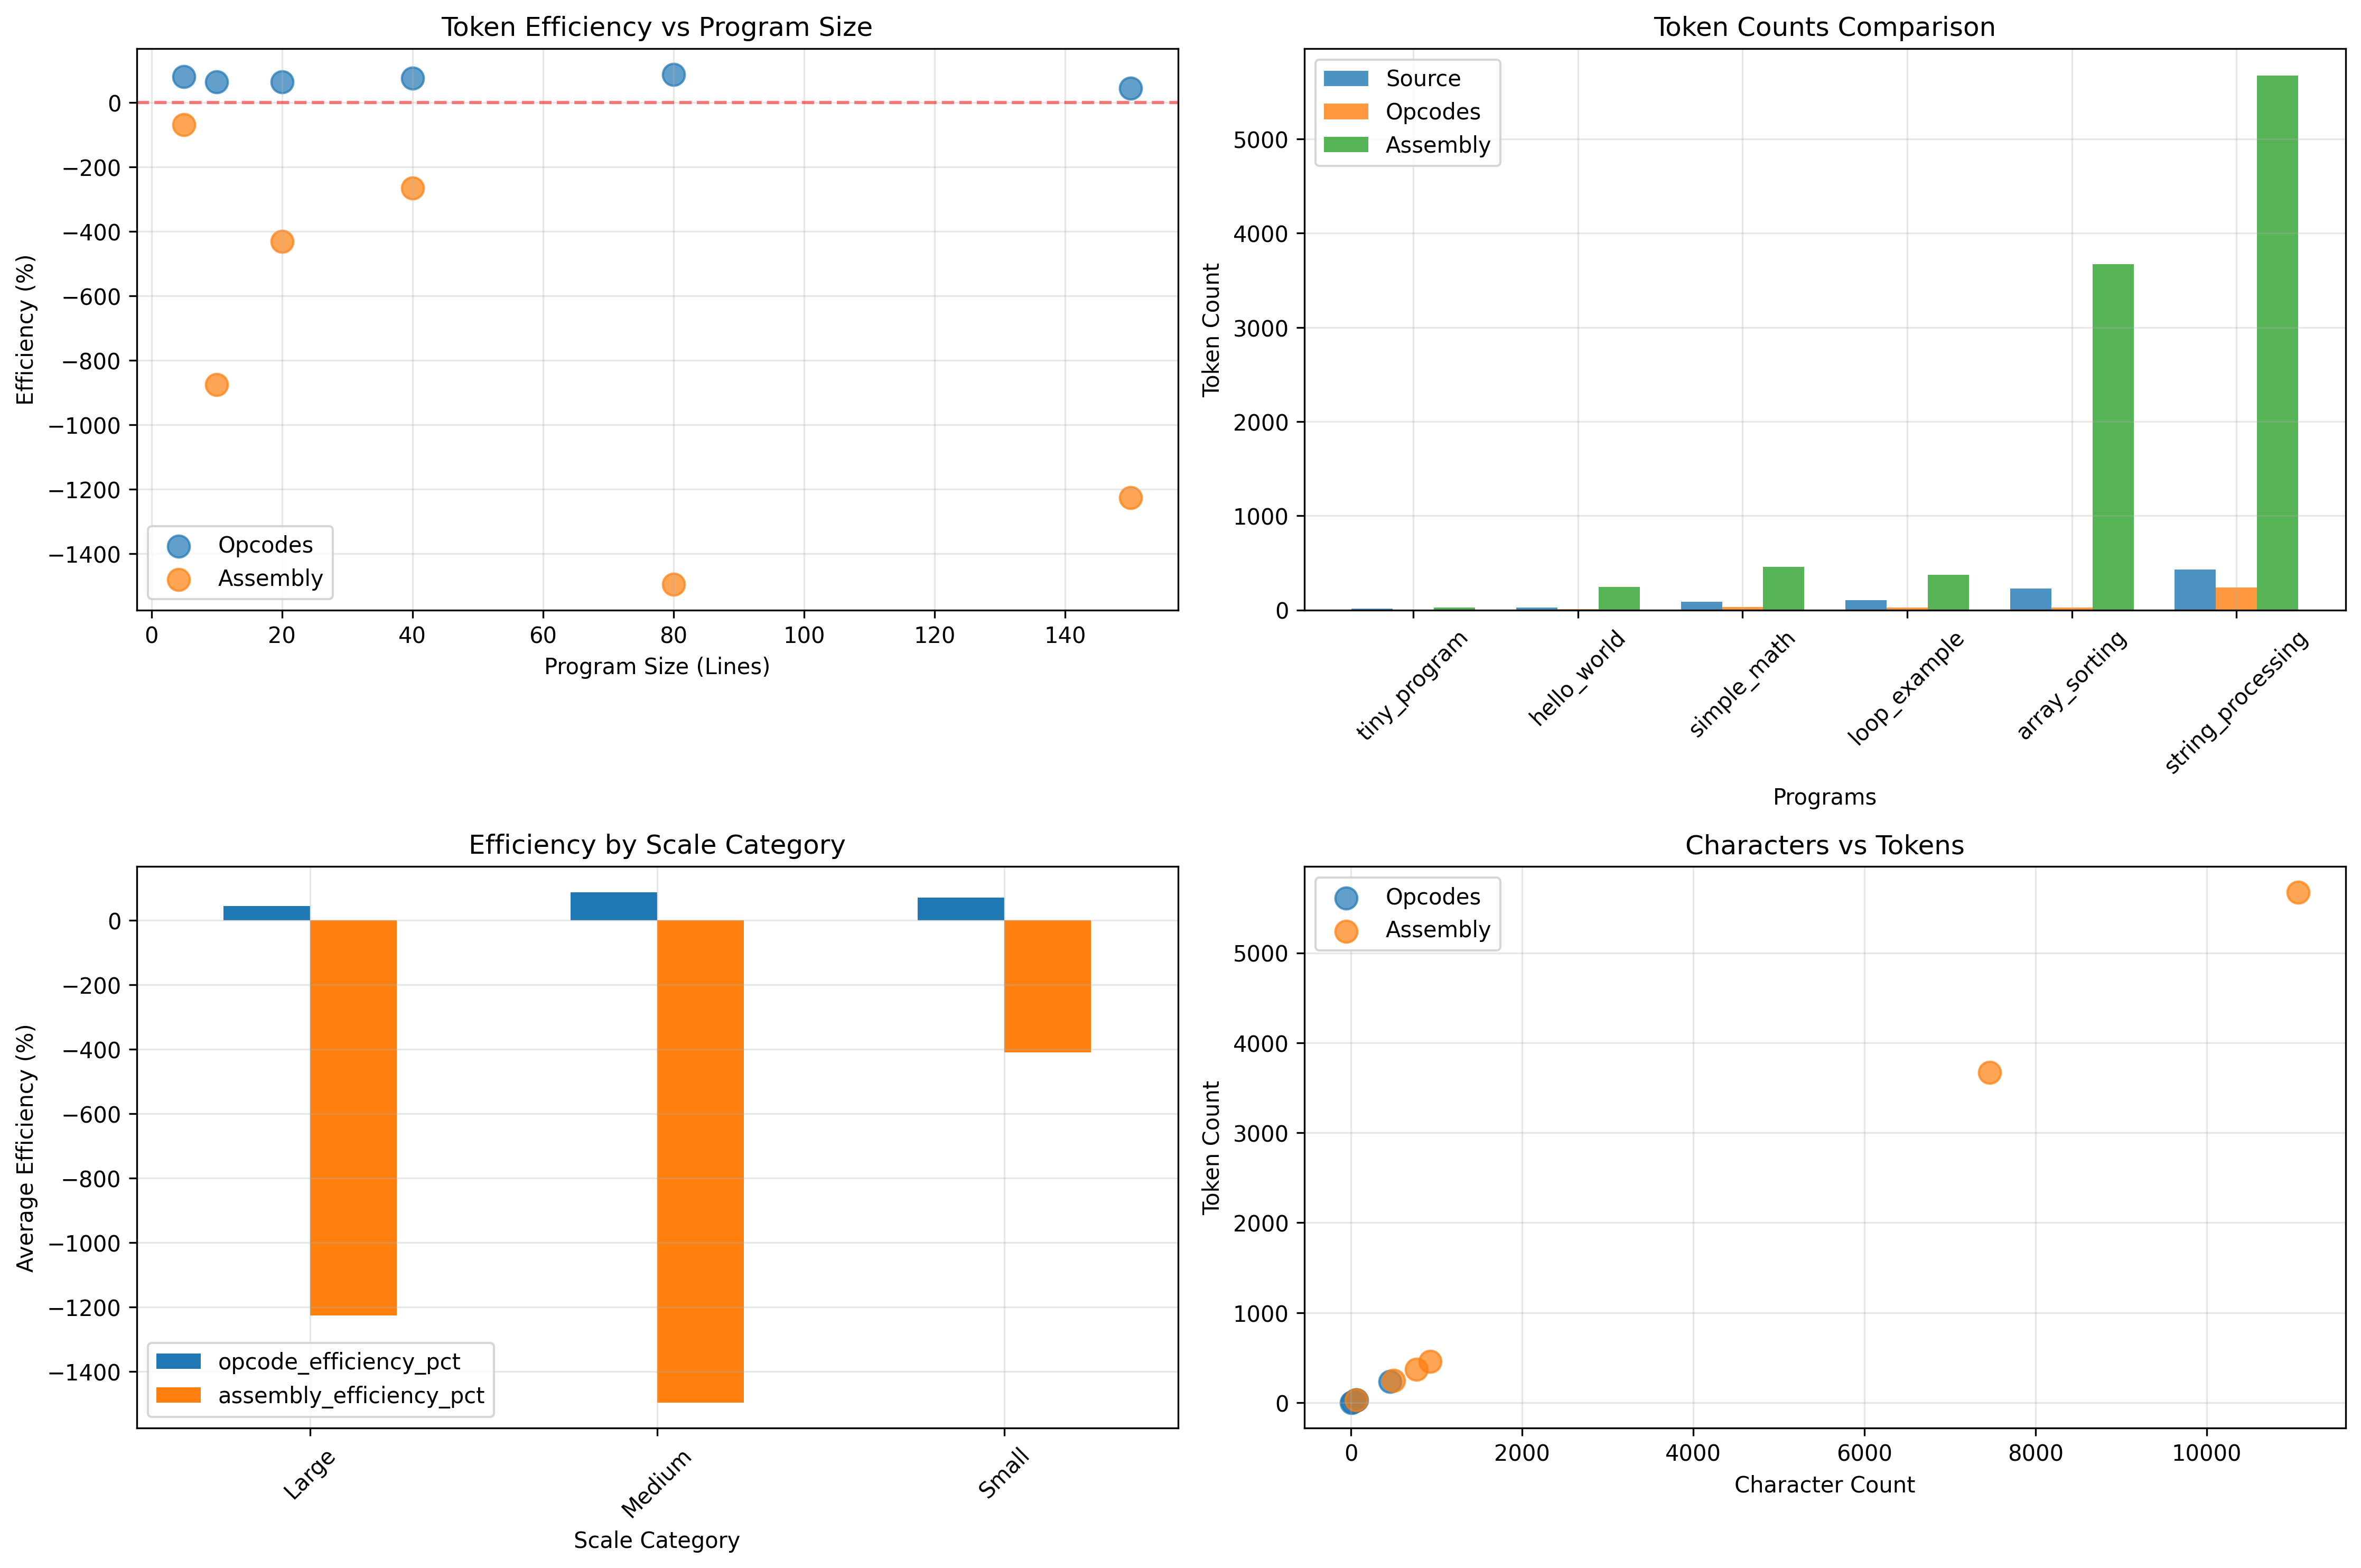 Token Efficiency vs Program Size
Efficiency (%)
0
−200
−400
−600
−800
−1000
−1200
−1400
Opcodes
Assembly
0 20 40 60 80 100 120 140
Program Size (Lines)
Token Counts Comparison
Token Count
5000
4000
3000
2000
1000
0
Source
Opcodes
Assembly
tiny_program hello_world simple_math loop_example array_sorting string_processing
Programs
Efficiency by Scale Category
Average Efficiency (%)
0
−200
−400
−600
−800
−1000
−1200
−1400
opcode_efficiency_pct
assembly_efficiency_pct
Large Medium Small
Scale Category
Characters vs Tokens
Token Count
Opcodes
Assembly
5000
4000
3000
2000
1000
0
0 2000 4000 6000 8000 10000
Character Count